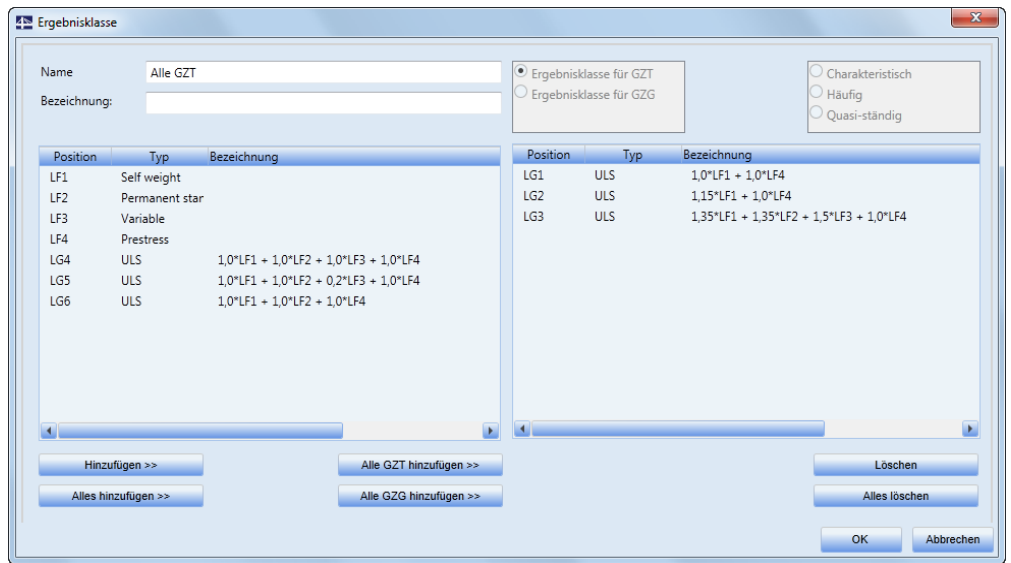 Ergebnisklasse
Name
Alle GZT
Bezeichnung:
Ergebnisklasse für GZT
Ergebnisklasse für GZG
Charakteristisch
Häufig
Quasi-ständig
Position Typ Bezeichnung
LF1 Self weight
LF2 Permanent star
LF3 Variable
LF4 Prestress
LG4 ULS 1,0*LF1 + 1,0*LF2 + 1,0*LF3 + 1,0*LF4
LG5 ULS 1,0*LF1 + 1,0*LF2 + 0,2*LF3 + 1,0*LF4
LG6 ULS 1,0*LF1 + 1,0*LF2 + 1,0*LF4
Position Typ Bezeichnung
LG1 ULS 1,0*LF1 + 1,0*LF4
LG2 ULS 1,15*LF1 + 1,0*LF4
LG3 ULS 1,35*LF1 + 1,35*LF2 + 1,5*LF3 + 1,0*LF4
Hinzufügen >>
Alle GZT hinzufügen >>
Löschen
Alles hinzufügen >>
Alle GZG hinzufügen >>
Alles löschen
OK
Abbrechen